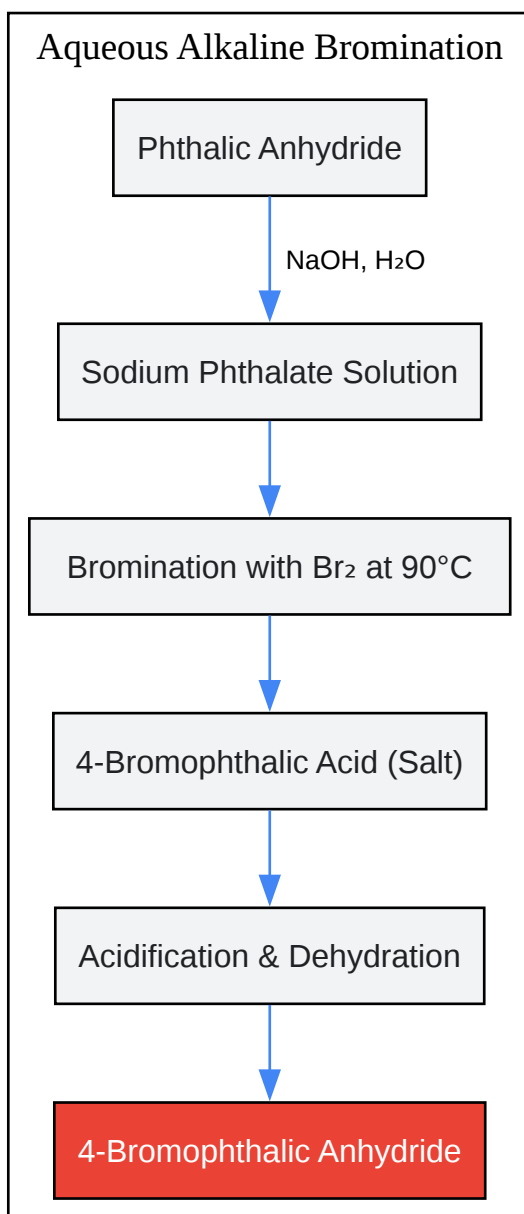 Aqueous Alkaline Bromination
Phthalic Anhydride
NaOH, H₂O
Sodium Phthalate Solution
Bromination with Br₂ at 90°C
4-Bromophthalic Acid (Salt)
Acidification & Dehydration
4-Bromophthalic Anhydride